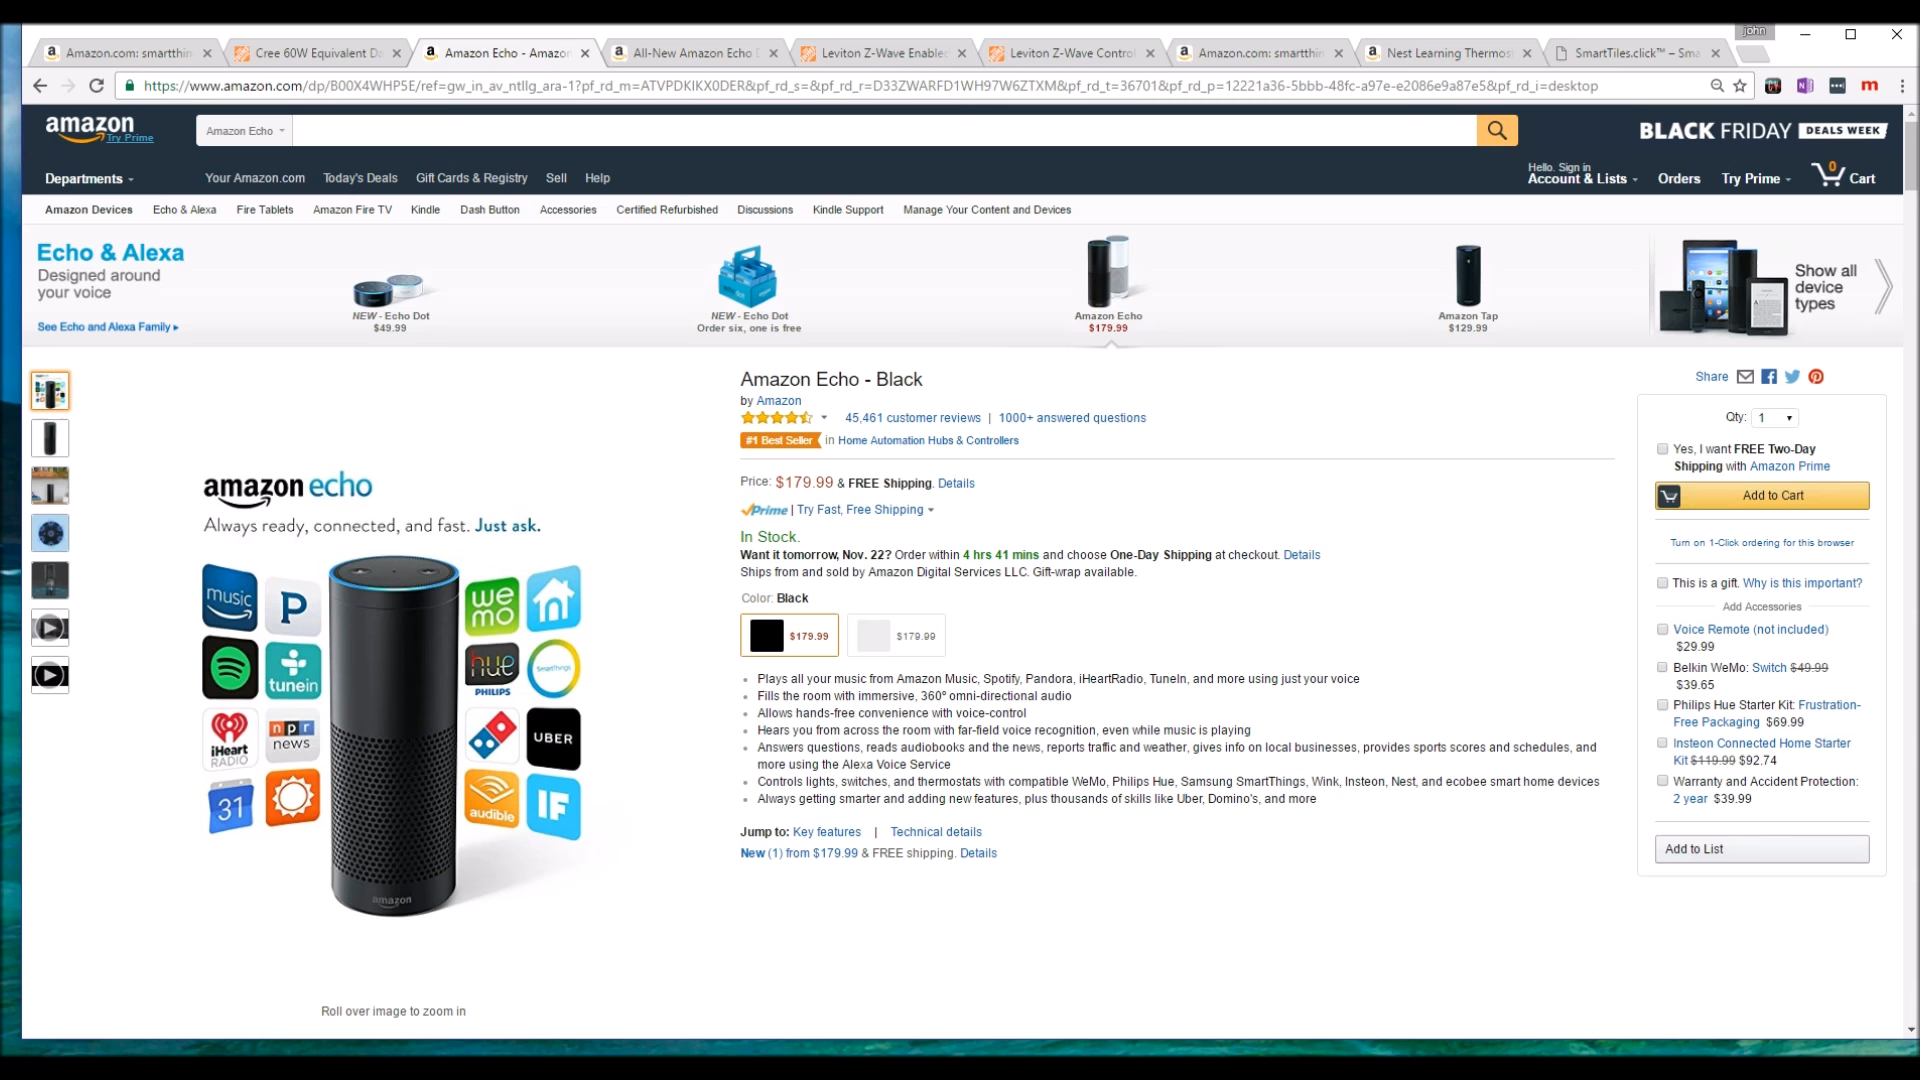 john
Amazon.com: smartthin
Cree 60W Equivalent Da
Amazon Echo - Amazon
All-New Amazon Echo D
Leviton Z-Wave Enabled
Leviton Z-Wave Control
Amazon.com: smartthin
Nest Learning Thermos
SmartTiles.click™ – Sma
https://www.amazon.com/dp/B00X4WHP5E/ref=gw_in_av_ntllg_ara-1?pf_rd_m=ATVPDKIKX0DER&pf_rd_s=&pf_rd_r=D33ZWARFD1WH97W6ZTXM&pf_rd_t=36701&pf_rd_p=12221a36-5bbb-48fc-a97e-e2086e9a87e5&pf_rd_i=desktop
amazon
Try Prime
Amazon Echo
BLACK FRIDAY DEALS WEEK
Departments
Your Amazon.com Today's Deals Gift Cards & Registry Sell Help
Hello. Sign in
Account & Lists
Orders
Try Prime
0
Cart
Amazon Devices Echo & Alexa Fire Tablets Amazon Fire TV Kindle Dash Button Accessories Certified Refurbished Discussions Kindle Support Manage Your Content and Devices
Echo & Alexa
Designed around
your voice
See Echo and Alexa Family
NEW - Echo Dot
$49.99
NEW - Echo Dot
Order six, one is free
Amazon Echo
$179.99
Amazon Tap
$129.99
Show all
device
types
amazon echo
Always ready, connected, and fast. Just ask.
music
P
tunein
iHeart
RADIO
npr
news
31
we
mo
hue
PHILIPS
SmartThings
UBER
audible
IF
amazon
Roll over image to zoom in
Amazon Echo - Black
by Amazon
45,461 customer reviews | 1000+ answered questions
#1 Best Seller in Home Automation Hubs & Controllers
Price: $179.99 & FREE Shipping. Details
Prime | Try Fast, Free Shipping
In Stock.
Want it tomorrow, Nov. 22? Order within 4 hrs 41 mins and choose One-Day Shipping at checkout. Details
Ships from and sold by Amazon Digital Services LLC. Gift-wrap available.
Color: Black
$179.99
$179.99
Plays all your music from Amazon Music, Spotify, Pandora, iHeartRadio, TuneIn, and more using just your voice
Fills the room with immersive, 360º omni-directional audio
Allows hands-free convenience with voice-control
Hears you from across the room with far-field voice recognition, even while music is playing
Answers questions, reads audiobooks and the news, reports traffic and weather, gives info on local businesses, provides sports scores and schedules, and
more using the Alexa Voice Service
Controls lights, switches, and thermostats with compatible WeMo, Philips Hue, Samsung SmartThings, Wink, Insteon, Nest, and ecobee smart home devices
Always getting smarter and adding new features, plus thousands of skills like Uber, Domino's, and more
Jump to: Key features | Technical details
New (1) from $179.99 & FREE shipping. Details
Share
Qty: 1
Yes, I want FREE Two-Day
Shipping with Amazon Prime
Add to Cart
Turn on 1-Click ordering for this browser
This is a gift. Why is this important?
Add Accessories
Voice Remote (not included)
$29.99
Belkin WeMo: Switch $49.99
$39.65
Philips Hue Starter Kit: Frustration-
Free Packaging $69.99
Insteon Connected Home Starter
Kit $119.99 $92.74
Warranty and Accident Protection:
2 year $39.99
Add to List